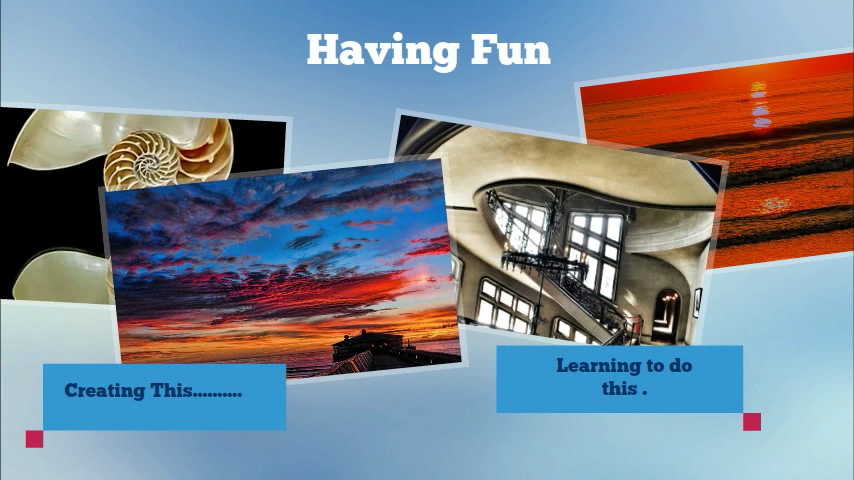 Having Fun
Creating This..........
Learning to do
this .